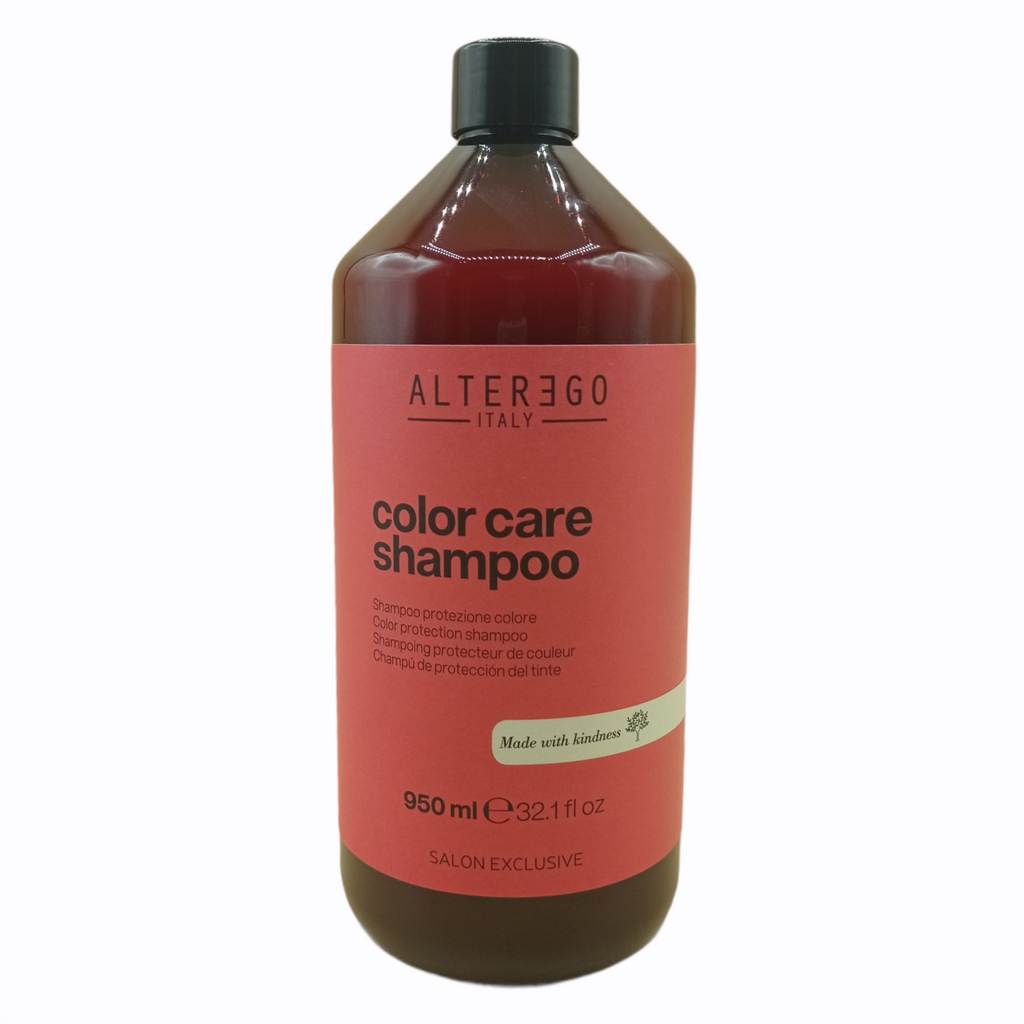 ALTERƎGO
ITALY
color care
shampoo
Shampoo protezione colore
Color protection shampoo
Shampoing protecteur de couleur
Champú de protección del tinte
Made with kindness
950 ml ℮ 32.1 fl oz
SALON EXCLUSIVE